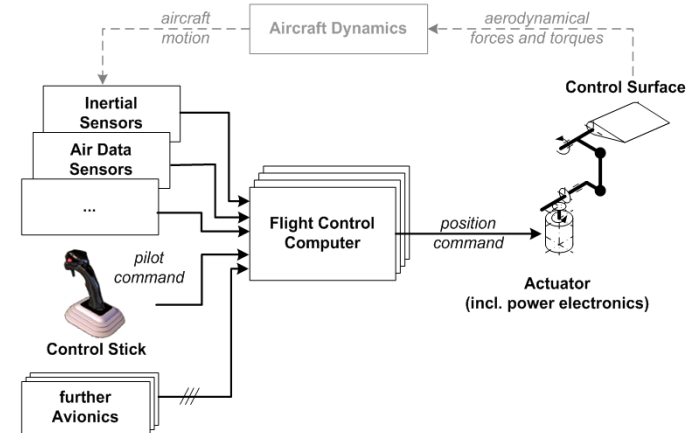 aircraft
motion
Aircraft Dynamics
aerodynamical
forces and torques
Control Surface
Inertial
Sensors
Air Data
Sensors
...
Flight Control
Computer
position
command
pilot
command
Actuator
(incl. power electronics)
Control Stick
further
Avionics